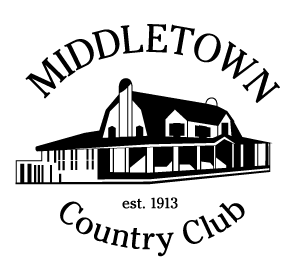 MIDDLETOWN
est. 1913
Country Club